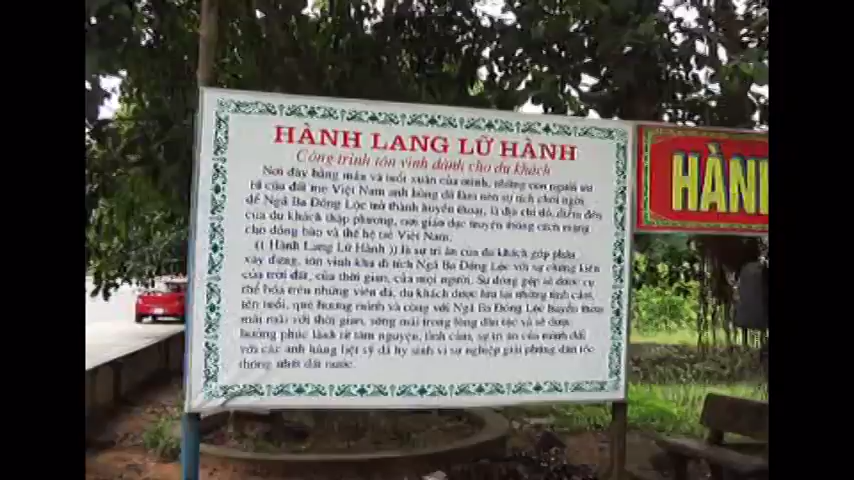 HÀNH LANG LỮ HÀNH
Công trình tôn vinh dành cho du khách
Nơi đây bằng máu và tuổi xuân của mình, những con người ưu
tú của đất mẹ Việt Nam anh hùng đã làm nên sự tích chói ngời
để Ngã Ba Đồng Lộc trở thành huyền thoại, là địa chỉ đỏ, điểm đến
của du khách thập phương, nơi giáo dục truyền thống cách mạng
cho đồng bào và thế hệ trẻ Việt Nam.
(( Hành Lang Lữ Hành )) là sự tri ân của du khách góp phần
xây dựng, tôn vinh khu di tích Ngã Ba Đồng Lộc với sự chứng kiến
của trời đất, của thời gian, của mọi người. Sự đóng góp sẽ được cụ
thể hóa trên những viên đá, du khách được lưu lại những tình cảm,
tên tuổi, quê hương mình và cùng với Ngã Ba Đồng Lộc huyền thoại
mãi mãi với thời gian, sống mãi trong lòng dân tộc và sẽ được
hưởng phúc lành từ tâm nguyện, tình cảm, sự tri ân của mình đối
với các anh hùng liệt sỹ đã hy sinh vì sự nghiệp giải phóng dân tộc
thống nhất đất nước.
HÀNH